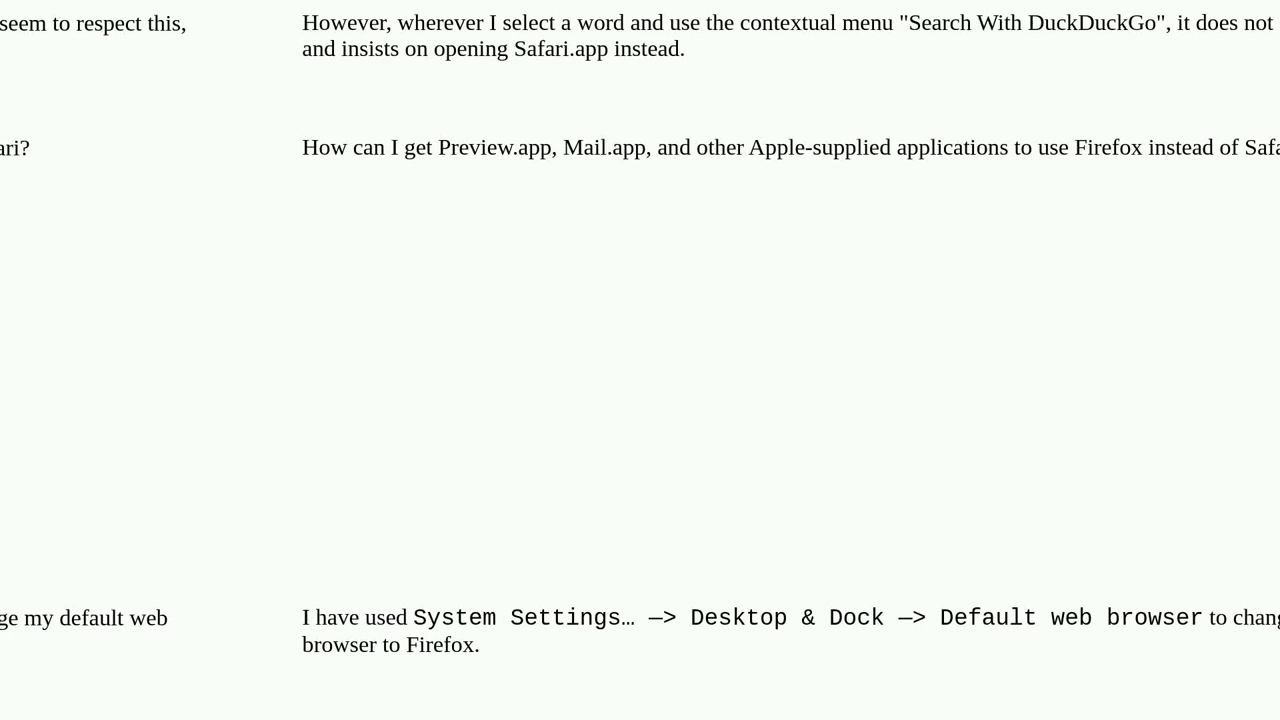 seem to respect this,
ari?
ge my default web
However, wherever I select a word and use the contextual menu "Search With DuckDuckGo", it does not
and insists on opening Safari.app instead.
How can I get Preview.app, Mail.app, and other Apple-supplied applications to use Firefox instead of Safa
I have used System Settings… —> Desktop & Dock —> Default web browser to chang
browser to Firefox.